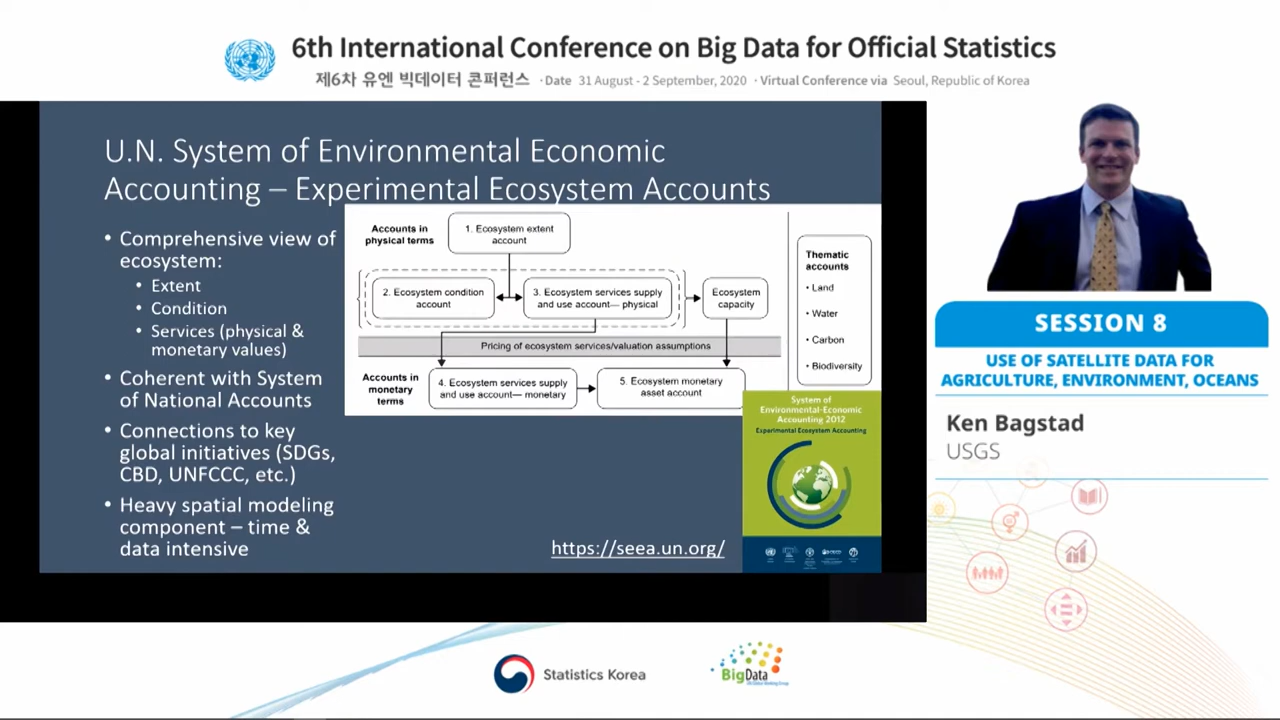 6th International Conference on Big Data for Official Statistics
제6차 유엔 빅데이터 콘퍼런스 · Date 31 August - 2 September, 2020 · Virtual Conference via Seoul, Republic of Korea
U.N. System of Environmental Economic
Accounting – Experimental Ecosystem Accounts
• Comprehensive view of
ecosystem:
• Extent
• Condition
• Services (physical &
monetary values)
• Coherent with System
of National Accounts
• Connections to key
global initiatives (SDGs,
CBD, UNFCCC, etc.)
• Heavy spatial modeling
component – time &
data intensive
Accounts in
physical terms
1. Ecosystem extent
account
2. Ecosystem condition
account
3. Ecosystem services supply
and use account— physical
Ecosystem
capacity
Pricing of ecosystem services/valuation assumptions
Accounts in
monetary
terms
4. Ecosystem services supply
and use account— monetary
5. Ecosystem monetary
asset account
Thematic
accounts
• Land
• Water
• Carbon
• Biodiversity
System of
Environmental-Economic
Accounting 2012
Experimental Ecosystem Accounting
https://seea.un.org/
SESSION 8
USE OF SATELLITE DATA FOR
AGRICULTURE, ENVIRONMENT, OCEANS
Ken Bagstad
USGS
Statistics Korea
BigData